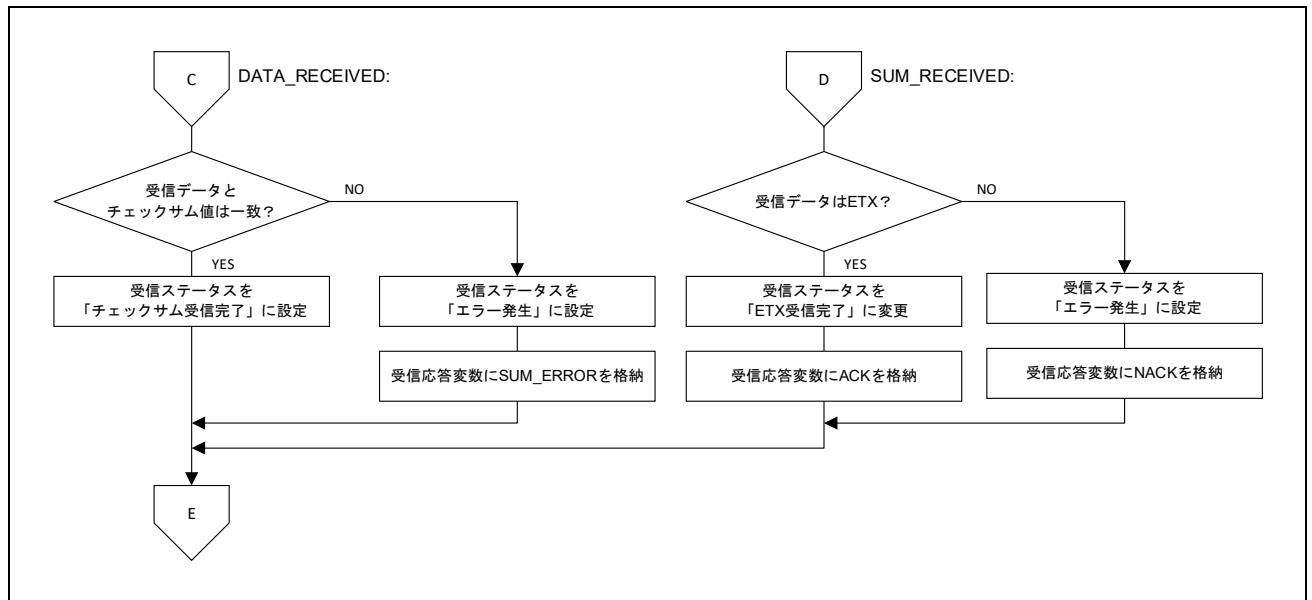 C
DATA_RECEIVED:
受信データと
チェックサム値は一致？
NO
YES
受信ステータスを
「チェックサム受信完了」に設定
受信ステータスを
「エラー発生」に設定
受信応答変数にSUM_ERRORを格納
D
SUM_RECEIVED:
受信データはETX？
NO
YES
受信ステータスを
「ETX受信完了」に変更
受信応答変数にACKを格納
受信ステータスを
「エラー発生」に設定
受信応答変数にNACKを格納
E